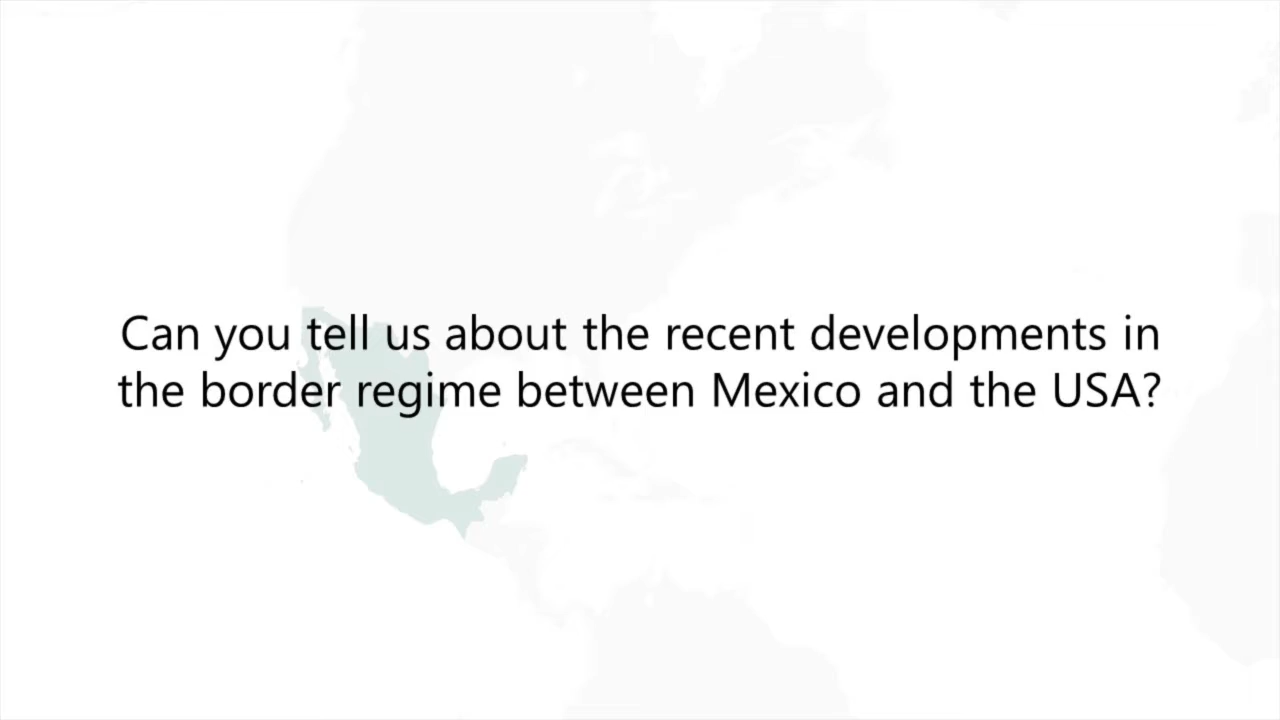 Can you tell us about the recent developments in
the border regime between Mexico and the USA?